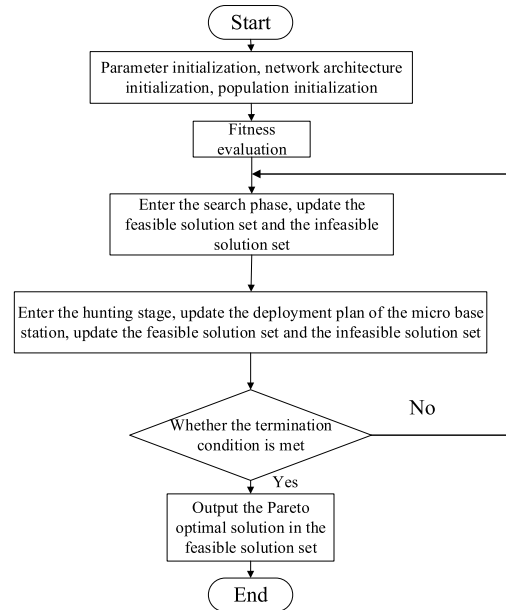 Start
Parameter initialization, network architecture
initialization, population initialization
Fitness
evaluation
Enter the search phase, update the
feasible solution set and the infeasible
solution set
Enter the hunting stage, update the deployment plan of the micro base
station, update the feasible solution set and the infeasible solution set
Whether the termination
condition is met
No
Yes
Output the Pareto
optimal solution in the
feasible solution set
End